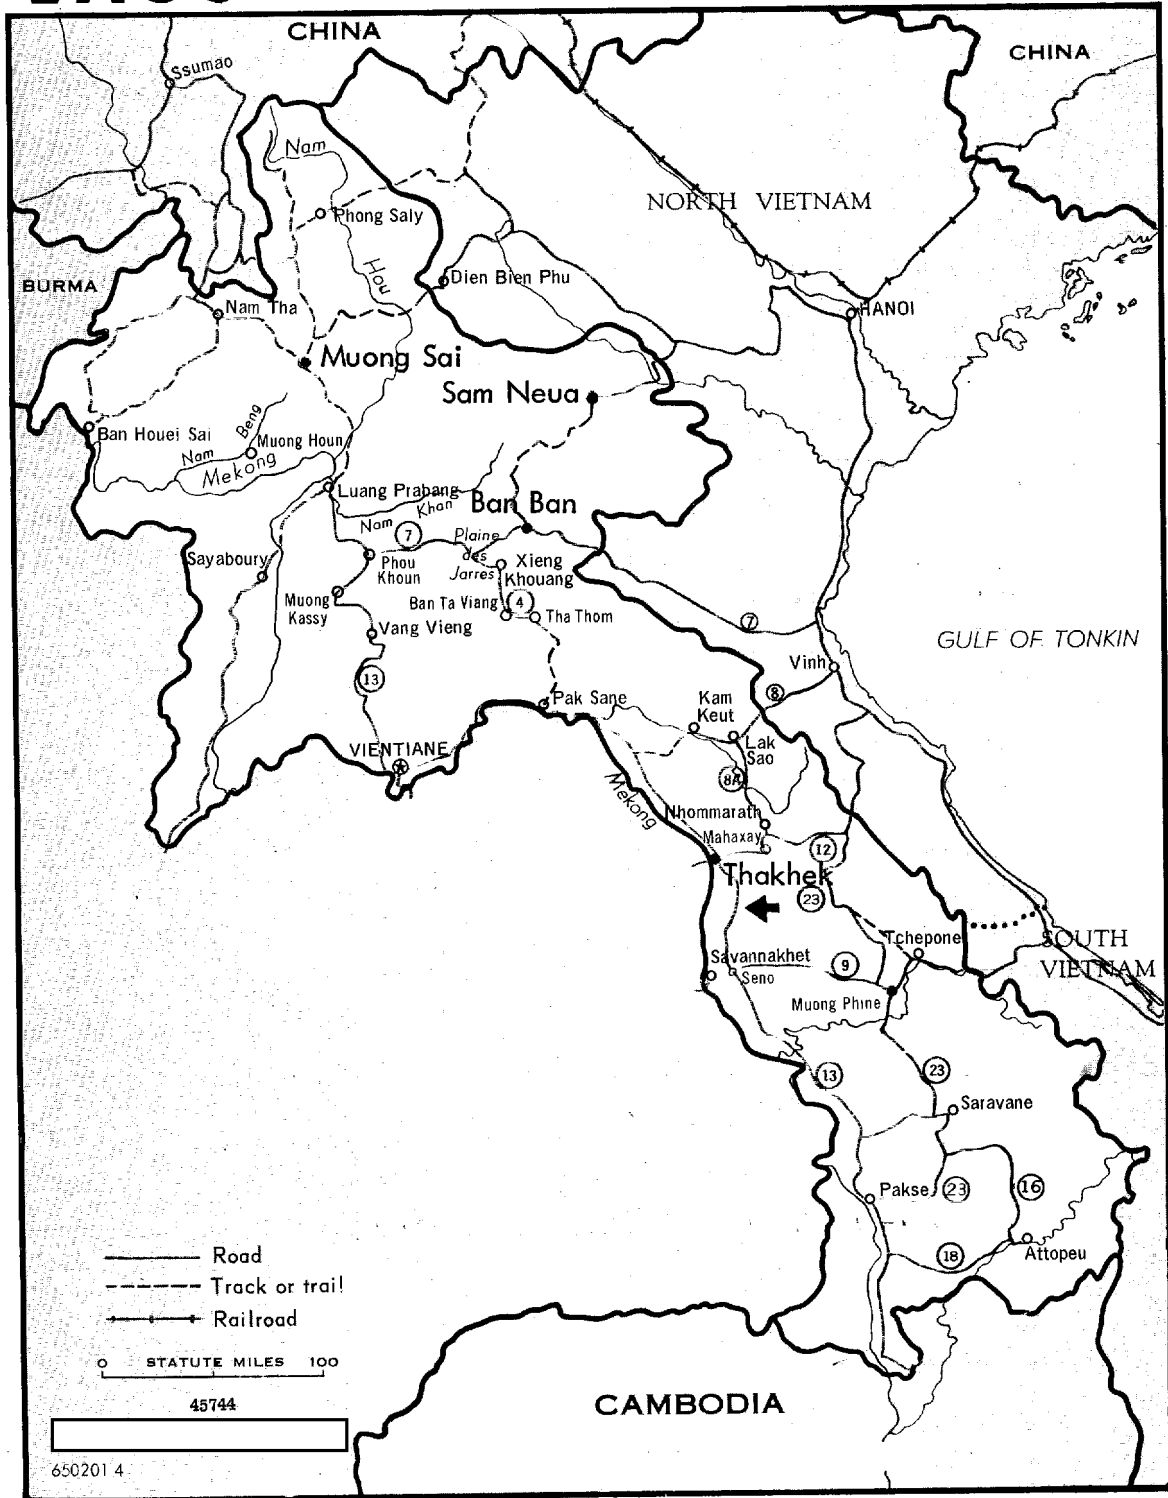 CHINA
CHINA
Ssumao
Nam
NORTH VIETNAM
Phong Saly
Hou
BURMA
Dien Bien Phu
Nam Tha
HANOI
Muong Sai
Sam Neua
Beng
Ban Houei Sai
Muong Houn
Nam
Mekong
Luang Prabang
Khan
Ban Ban
Nam
7
Plaine
des
Jarres
Sayaboury
Phou
Khoun
Xieng
Khouang
Muong
Kassy
Ban Ta Viang
4
Tha Thom
7
Vang Vieng
GULF OF TONKIN
Vinh
13
8
Kam
Keut
Pak Sane
Lak
Sao
VIENTIANE
8A
Mekong
Nhommarath
Mahaxay
12
Thakhek
23
Tchepone
SOUTH
VIETNAM
Savannakhet
Seno
9
Muong Phine
13
23
Saravane
Pakse
23
16
Attopeu
18
Road
Track or trail
Railroad
0 STATUTE MILES 100
45744
CAMBODIA
650201 4